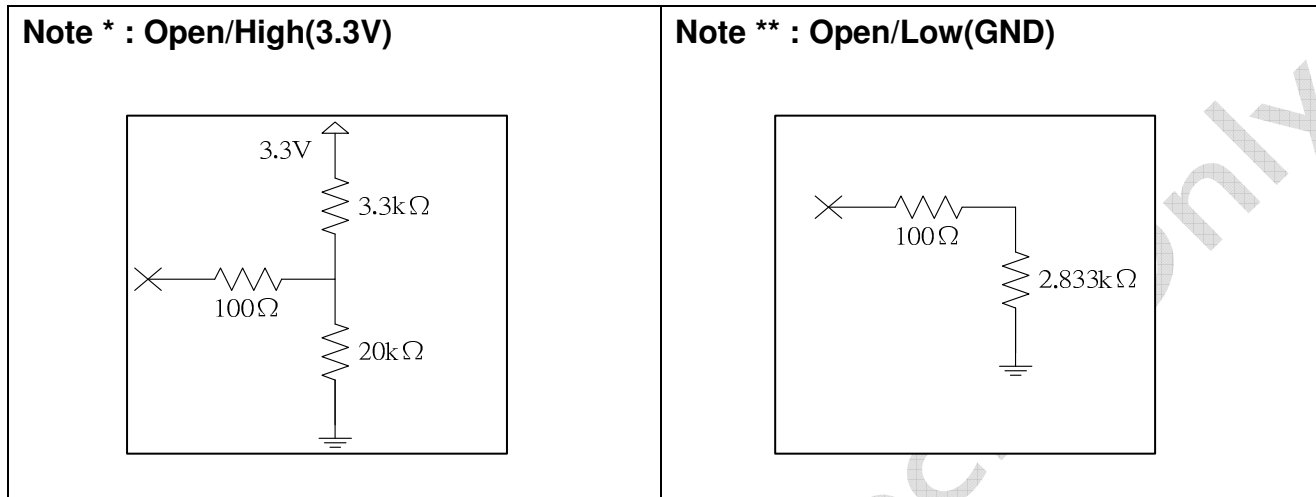 Note * : Open/High(3.3V)
3.3V
3.3kΩ
100Ω
20kΩ
Note ** : Open/Low(GND)
100Ω
2.833kΩ